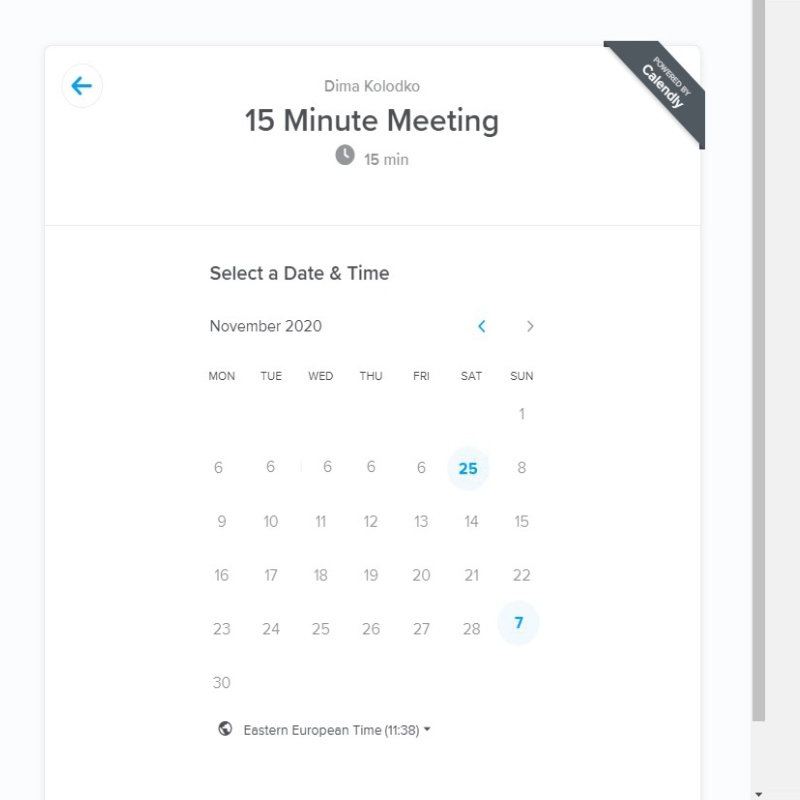 Dima Kolodko
15 Minute Meeting
15 min
POWERED BY
Calendly
Select a Date & Time
November 2020
MON TUE WED THU FRI SAT SUN
1
6 6 6 6 6 25 8
9 10 11 12 13 14 15
16 17 18 19 20 21 22
23 24 25 26 27 28 7
30
Eastern European Time (11:38)